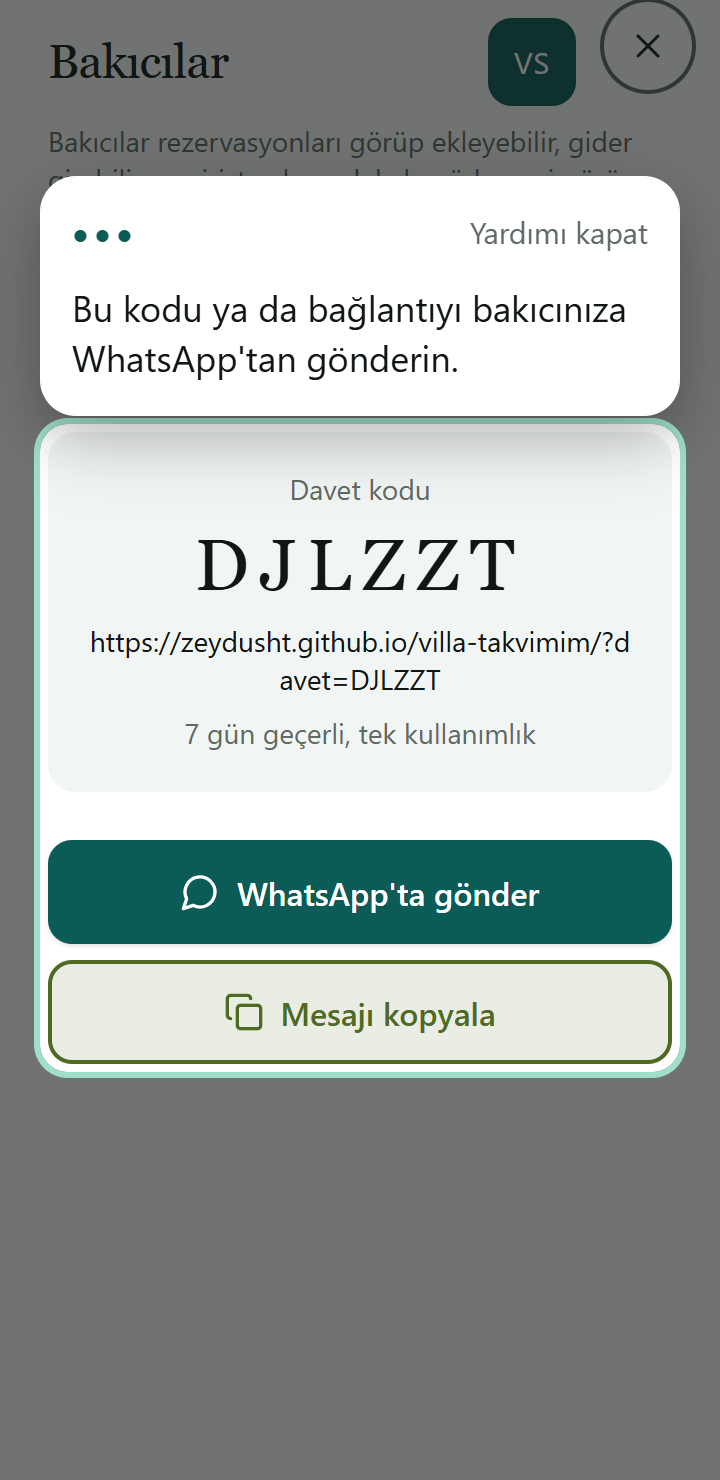 Bakıcılar
VS
Bakıcılar rezervasyonları görüp ekleyebilir, gider
Yardımı kapat
Bu kodu ya da bağlantıyı bakıcınıza
WhatsApp'tan gönderin.
Davet kodu
DJLZZT
https://zeydusht.github.io/villa-takvimim/?d
avet=DJLZZT
7 gün geçerli, tek kullanımlık
WhatsApp'ta gönder
Mesajı kopyala